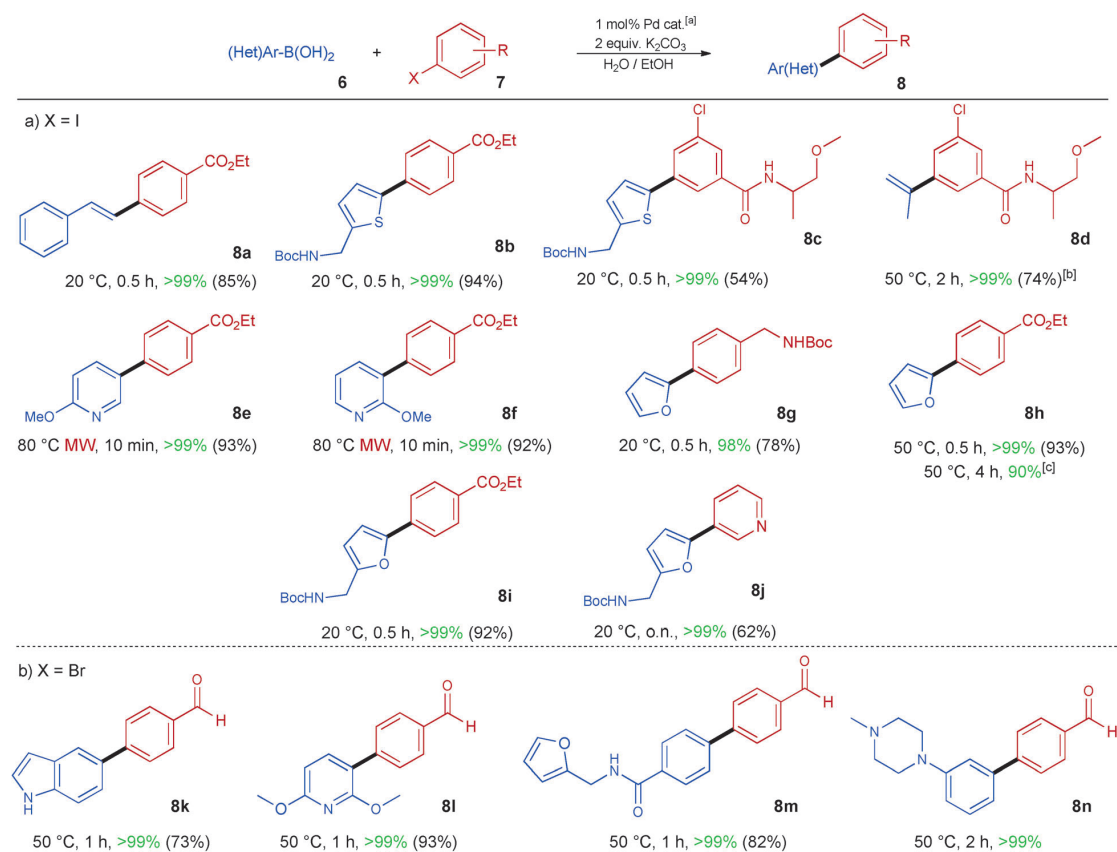 (Het)Ar-B(OH)₂ + X R 1 mol% Pd cat.[a] Ar(Het) R
2 equiv. K₂CO₃
H₂O / EtOH
6 7 8
a) X = I
CO₂Et CO₂Et Cl O N H O S BocHN Cl O N H O
S BocHN
8a 8b 8c 8d
20 °C, 0.5 h, >99% (85%) 20 °C, 0.5 h, >99% (94%) 20 °C, 0.5 h, >99% (54%) 50 °C, 2 h, >99% (74%)[b]
CO₂Et CO₂Et NHBoc CO₂Et
MeO N N OMe O O
8e 8f 8g 8h
80 °C MW, 10 min, >99% (93%) 80 °C MW, 10 min, >99% (92%) 20 °C, 0.5 h, 98% (78%) 50 °C, 0.5 h, >99% (93%)
50 °C, 4 h, 90%[c]
CO₂Et N
O O
BocHN BocHN
8i 8j
20 °C, 0.5 h, >99% (92%) 20 °C, o.n., >99% (62%)
b) X = Br
O H O H O H O H
N H O N O O N H O N N
8k 8l 8m 8n
50 °C, 1 h, >99% (73%) 50 °C, 1 h, >99% (93%) 50 °C, 1 h, >99% (82%) 50 °C, 2 h, >99%